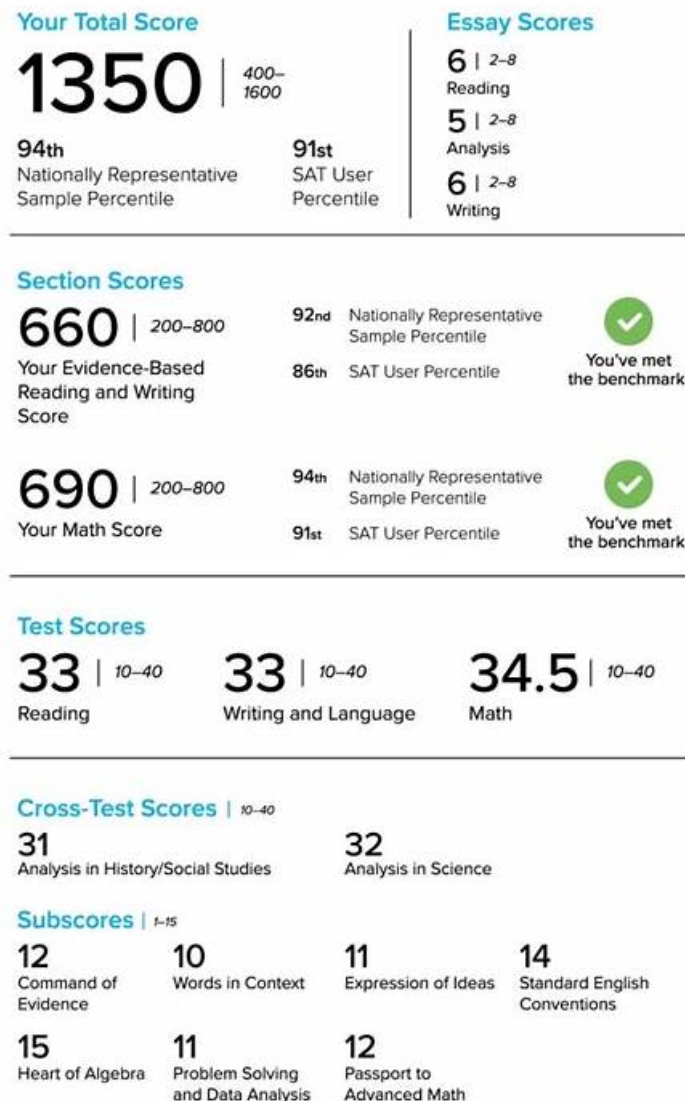 Your Total Score
1350 | 400–
1600
94th
Nationally Representative
Sample Percentile
91st
SAT User
Percentile
Essay Scores
6 | 2–8
Reading
5 | 2–8
Analysis
6 | 2–8
Writing
Section Scores
660 | 200–800
Your Evidence-Based
Reading and Writing
Score
92nd Nationally Representative
Sample Percentile
86th SAT User Percentile
You've met
the benchmark
690 | 200–800
Your Math Score
94th Nationally Representative
Sample Percentile
91st SAT User Percentile
You've met
the benchmark
Test Scores
33 | 10–40
Reading
33 | 10–40
Writing and Language
34.5 | 10–40
Math
Cross-Test Scores | 10–40
31
Analysis in History/Social Studies
32
Analysis in Science
Subscores | 1–15
12
Command of
Evidence
10
Words in Context
11
Expression of Ideas
14
Standard English
Conventions
15
Heart of Algebra
11
Problem Solving
and Data Analysis
12
Passport to
Advanced Math